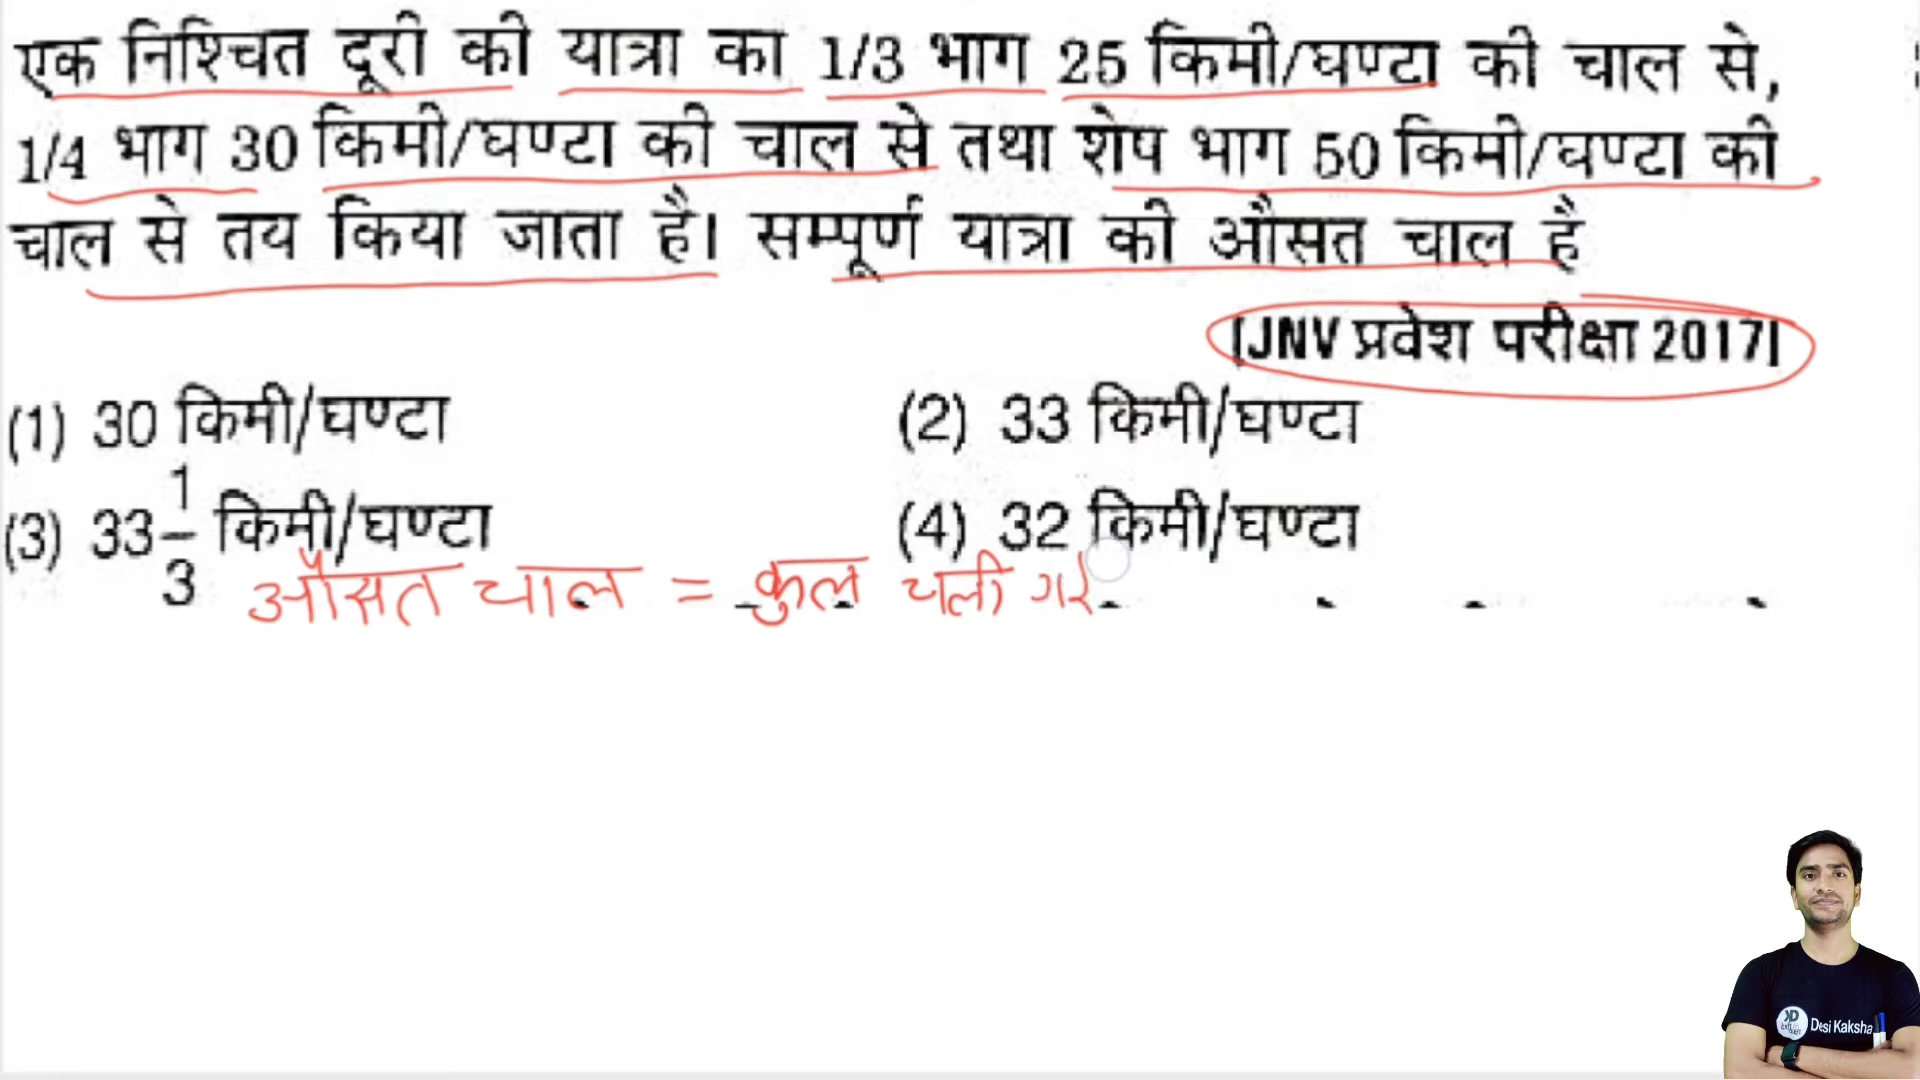 एक निश्चित दूरी की यात्रा का 1/3 भाग 25 किमी/घण्टा की चाल से,
1/4 भाग 30 किमी/घण्टा की चाल से तथा शेष भाग 50 किमी/घण्टा की
चाल से तय किया जाता है। सम्पूर्ण यात्रा की औसत चाल है
[JNV प्रवेश परीक्षा 2017]
(1) 30 किमी/घण्टा (2) 33 किमी/घण्टा
(3) 33 1/3 किमी/घण्टा (4) 32 किमी/घण्टा
औसत चाल = कुल चली गई
KD
Desi Kaksha